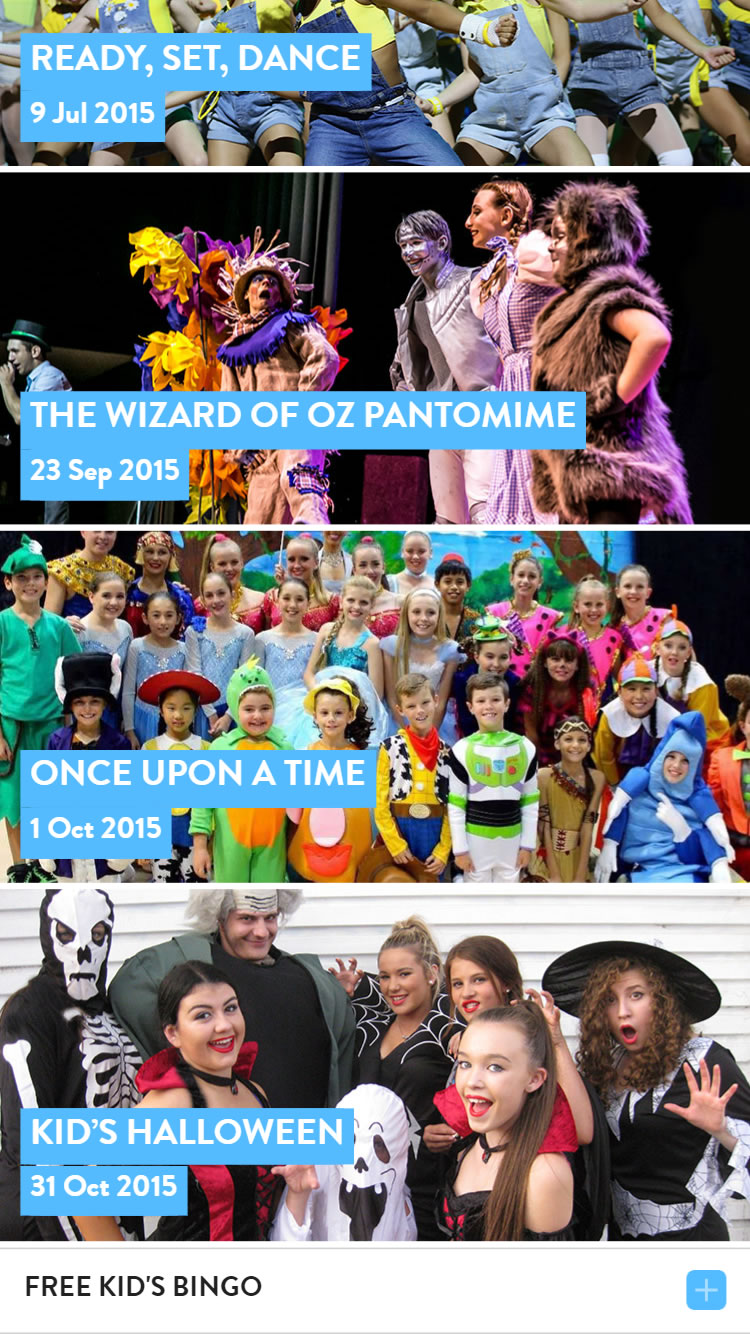 READY, SET, DANCE
9 Jul 2015
THE WIZARD OF OZ PANTOMIME
23 Sep 2015
ONCE UPON A TIME
1 Oct 2015
KID’S HALLOWEEN
31 Oct 2015
FREE KID'S BINGO